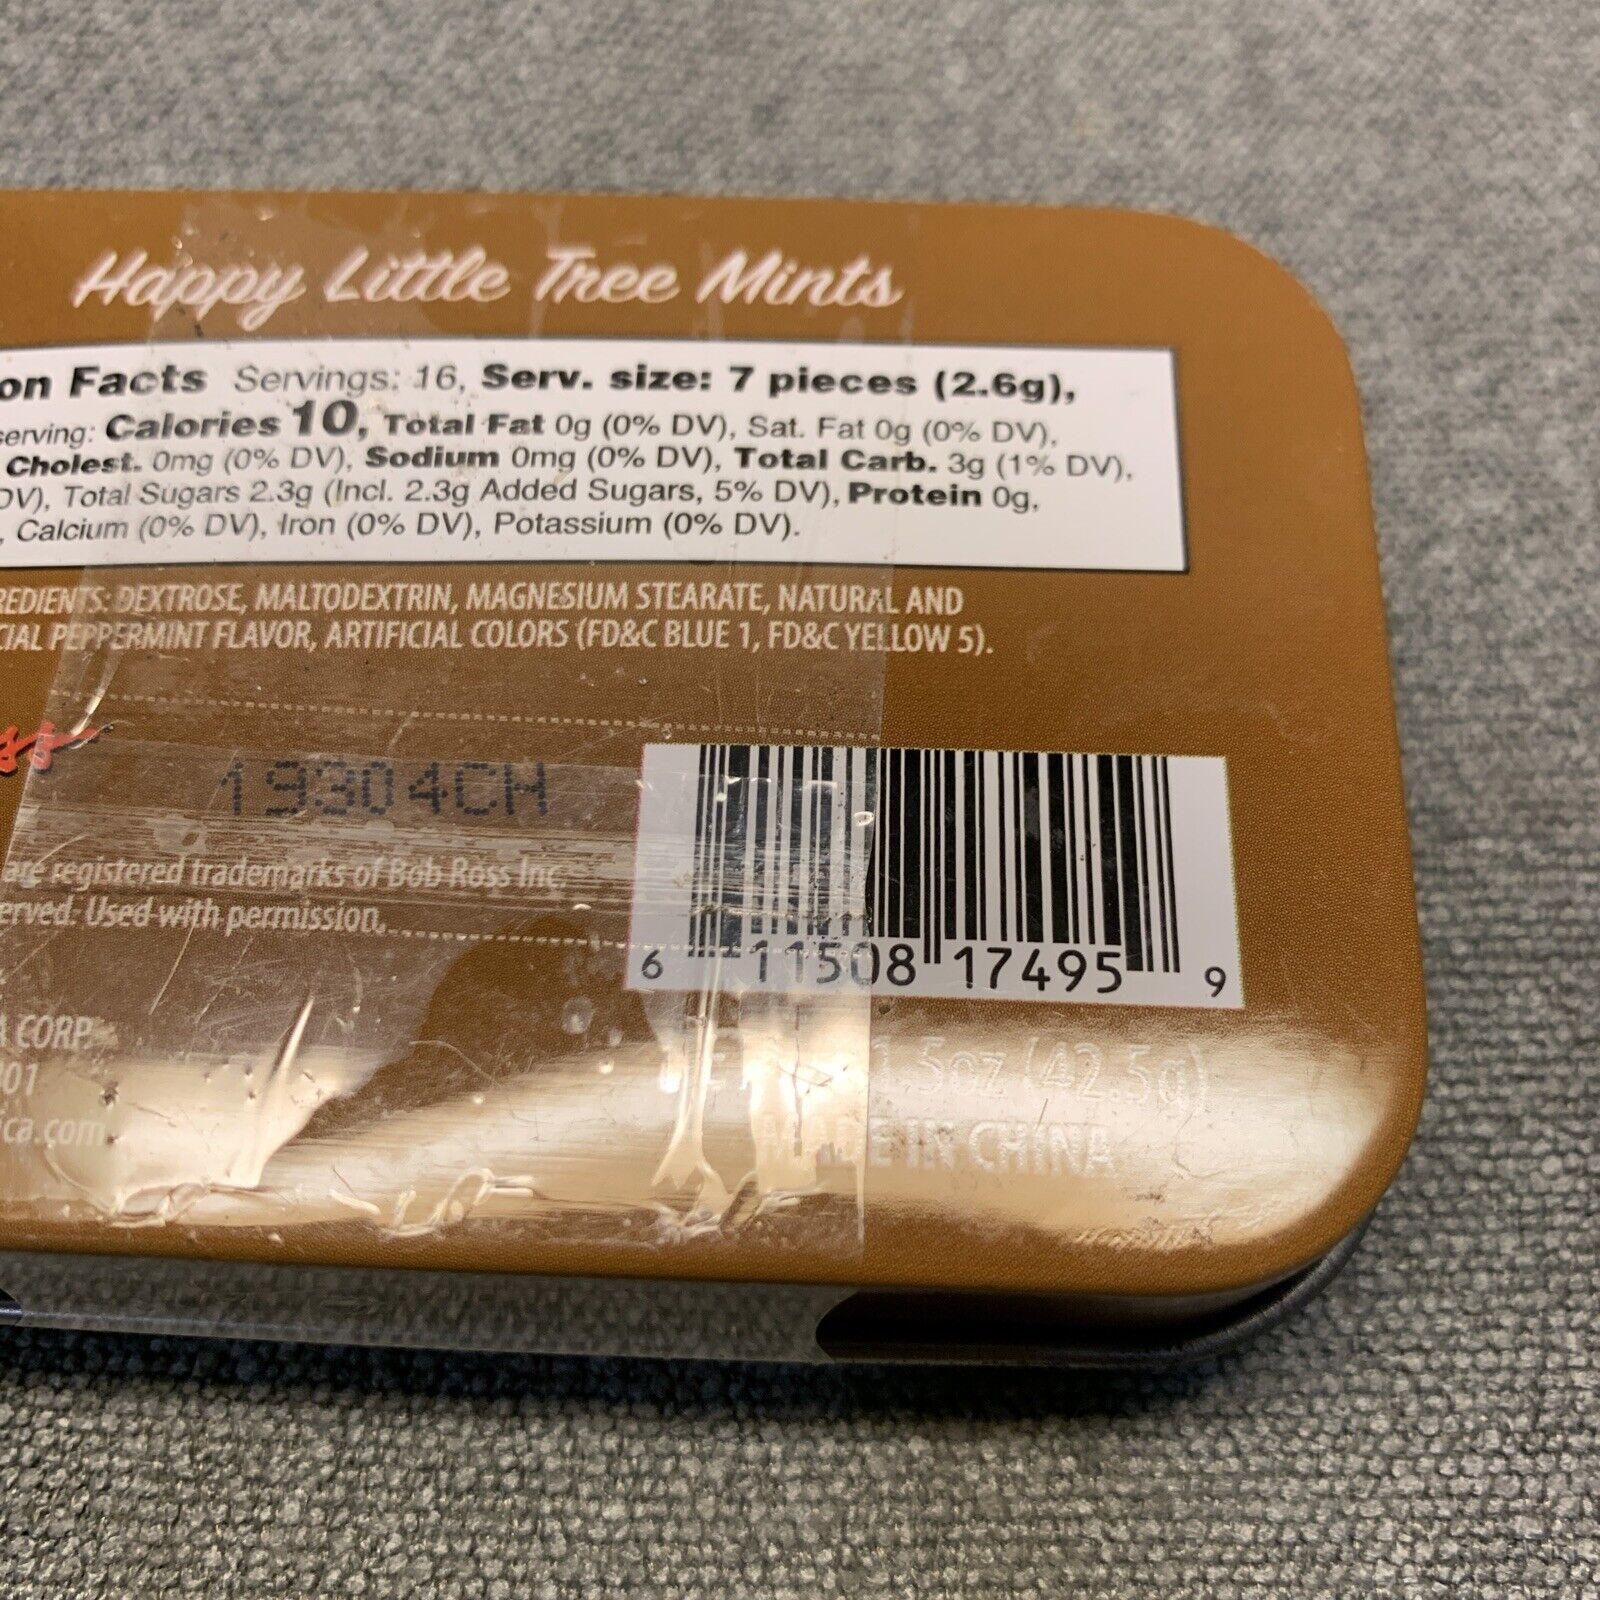 Happy Little Tree Mints
on Facts Servings: 16, Serv. size: 7 pieces (2.6g),
serving: Calories 10, Total Fat 0g (0% DV), Sat. Fat 0g (0% DV),
Cholest. 0mg (0% DV), Sodium 0mg (0% DV), Total Carb. 3g (1% DV),
DV), Total Sugars 2.3g (Incl. 2.3g Added Sugars, 5% DV), Protein 0g,
, Calcium (0% DV), Iron (0% DV), Potassium (0% DV).
REDIENTS: DEXTROSE, MALTODEXTRIN, MAGNESIUM STEARATE, NATURAL AND
CIAL PEPPERMINT FLAVOR, ARTIFICIAL COLORS (FD&C BLUE 1, FD&C YELLOW 5).
ss
19304CH
are registered trademarks of Bob Ross Inc.
erved. Used with permission.
6 11508 17495 9
A CORP.
01
ica.com
1.5oz (42.5g)
MADE IN CHINA